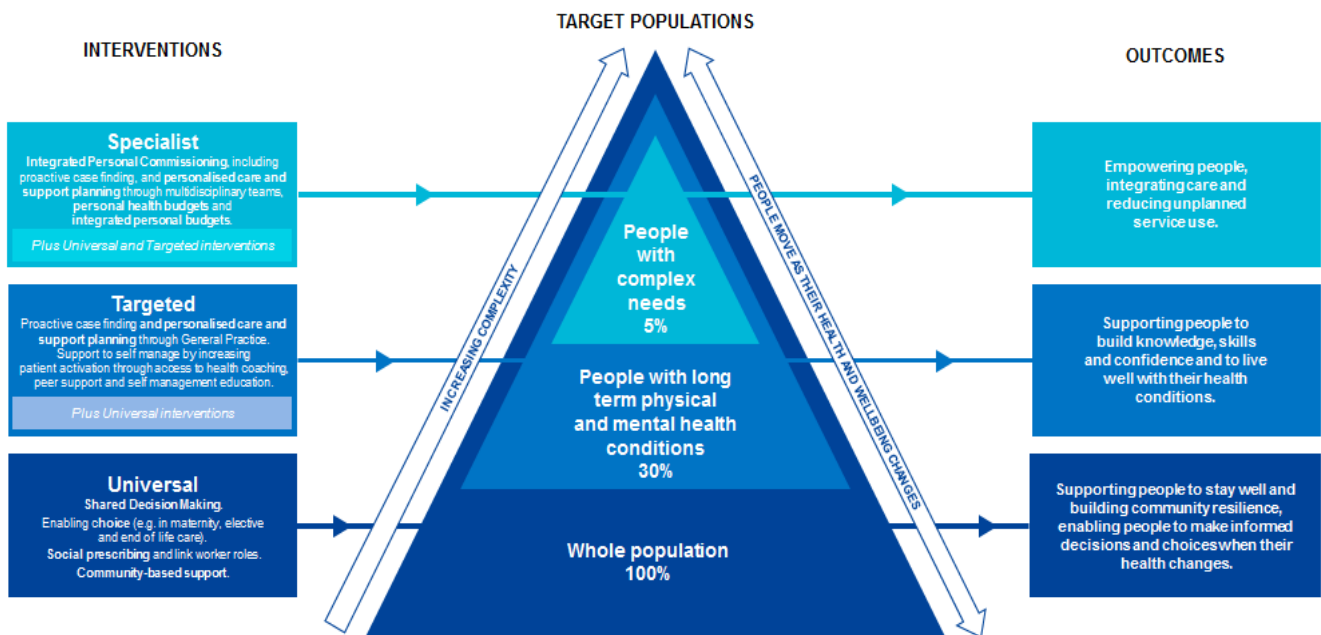 TARGET POPULATIONS
INTERVENTIONS
OUTCOMES
Specialist
Integrated Personal Commissioning, including
proactive case finding, and personalised care and
support planning through multidisciplinary teams,
personal health budgets and
integrated personal budgets.
Plus Universal and Targeted interventions
Targeted
Proactive case finding and personalised care and
support planning through General Practice.
Support to self manage by increasing
patient activation through access to health coaching,
peer support and self management education.
Plus Universal interventions
Universal
Shared Decision Making.
Enabling choice (e.g. in maternity, elective
and end of life care).
Social prescribing and link worker roles.
Community-based support.
INCREASING COMPLEXITY
People
with
complex
needs
5%
People with long
term physical
and mental health
conditions
30%
Whole population
100%
PEOPLE MOVE AS THEIR HEALTH AND WELLBEING CHANGES
Empowering people,
integrating care and
reducing unplanned
service use.
Supporting people to
build knowledge, skills
and confidence and to live
well with their health
conditions.
Supporting people to stay well and
building community resilience,
enabling people to make informed
decisions and choices when their
health changes.